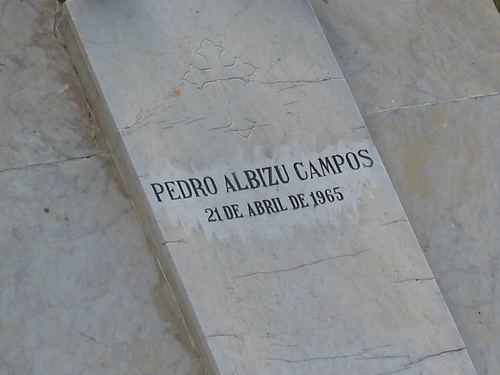 PEDRO ALBIZU CAMPOS
21 DE ABRIL DE 1965